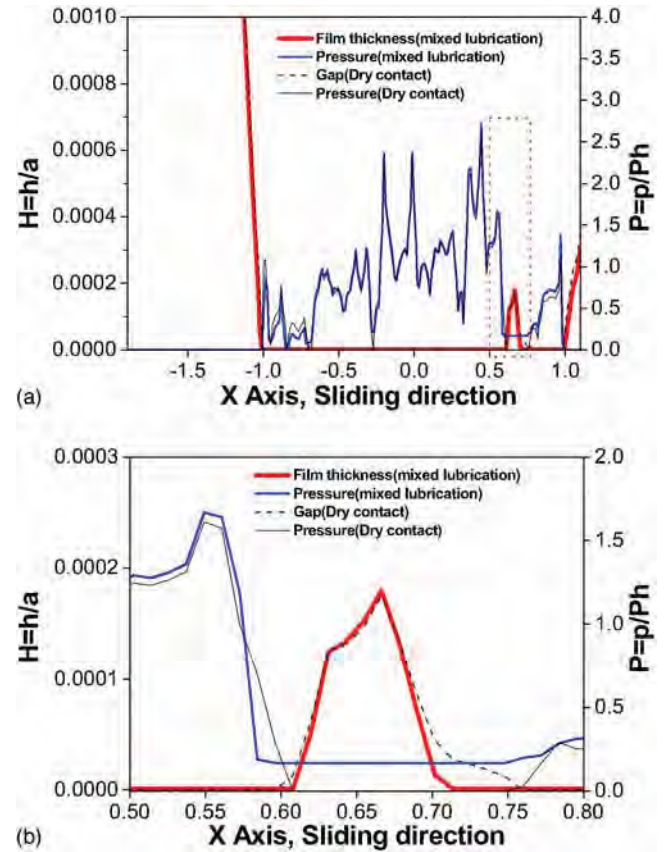 0.0010
0.0008
0.0006
0.0004
0.0002
0.0000
H=h/a
4.0
3.5
3.0
2.5
2.0
1.5
1.0
0.5
0.0
P=p/Ph
Film thickness(mixed lubrication)
Pressure(mixed lubrication)
Gap(Dry contact)
Pressure(Dry contact)
-1.5 -1.0 -0.5 0.0 0.5 1.0
X Axis, Sliding direction
(a)
0.0003
0.0002
0.0001
0.0000
H=h/a
2.0
1.5
1.0
0.5
0.0
P=p/Ph
Film thickness(mixed lubrication)
Pressure(mixed lubrication)
Gap(Dry contact)
Pressure(Dry contact)
0.50 0.55 0.60 0.65 0.70 0.75 0.80
X Axis, Sliding direction
(b)